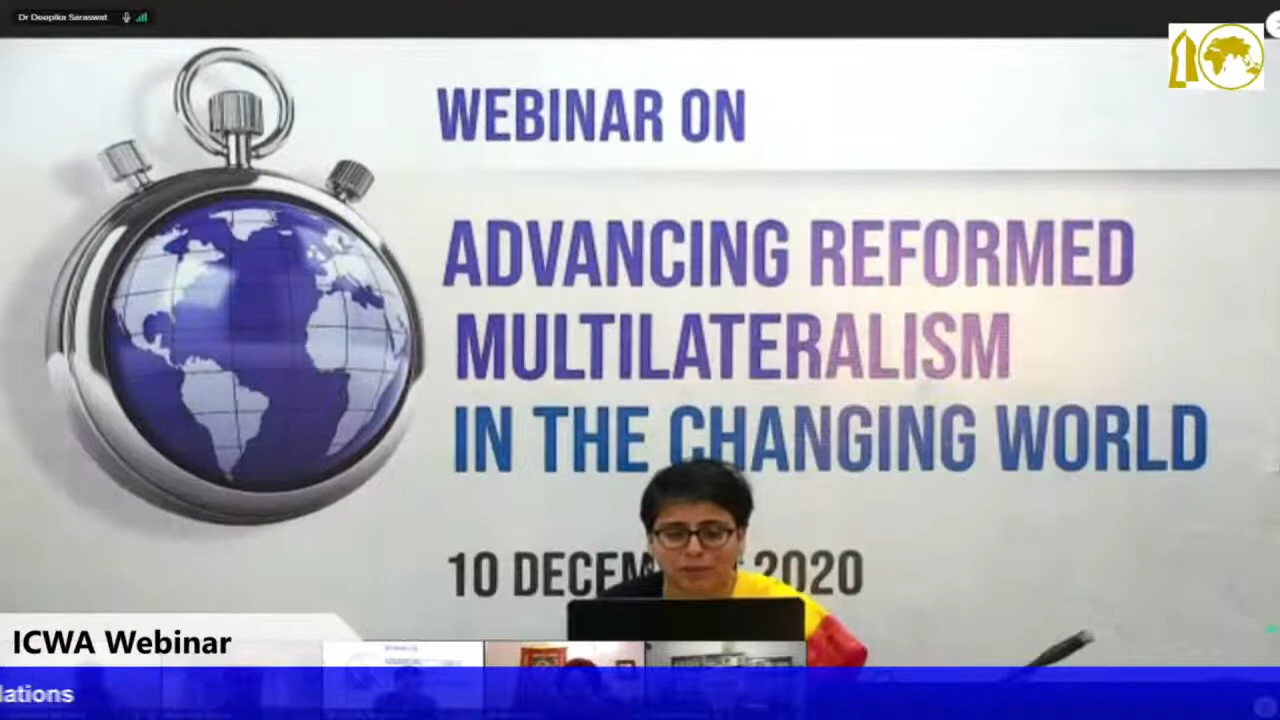 Dr Deepika Saraswat
WEBINAR ON
ADVANCING REFORMED
MULTILATERALISM
IN THE CHANGING WORLD
10 DECEM 2020
ICWA Webinar
lations